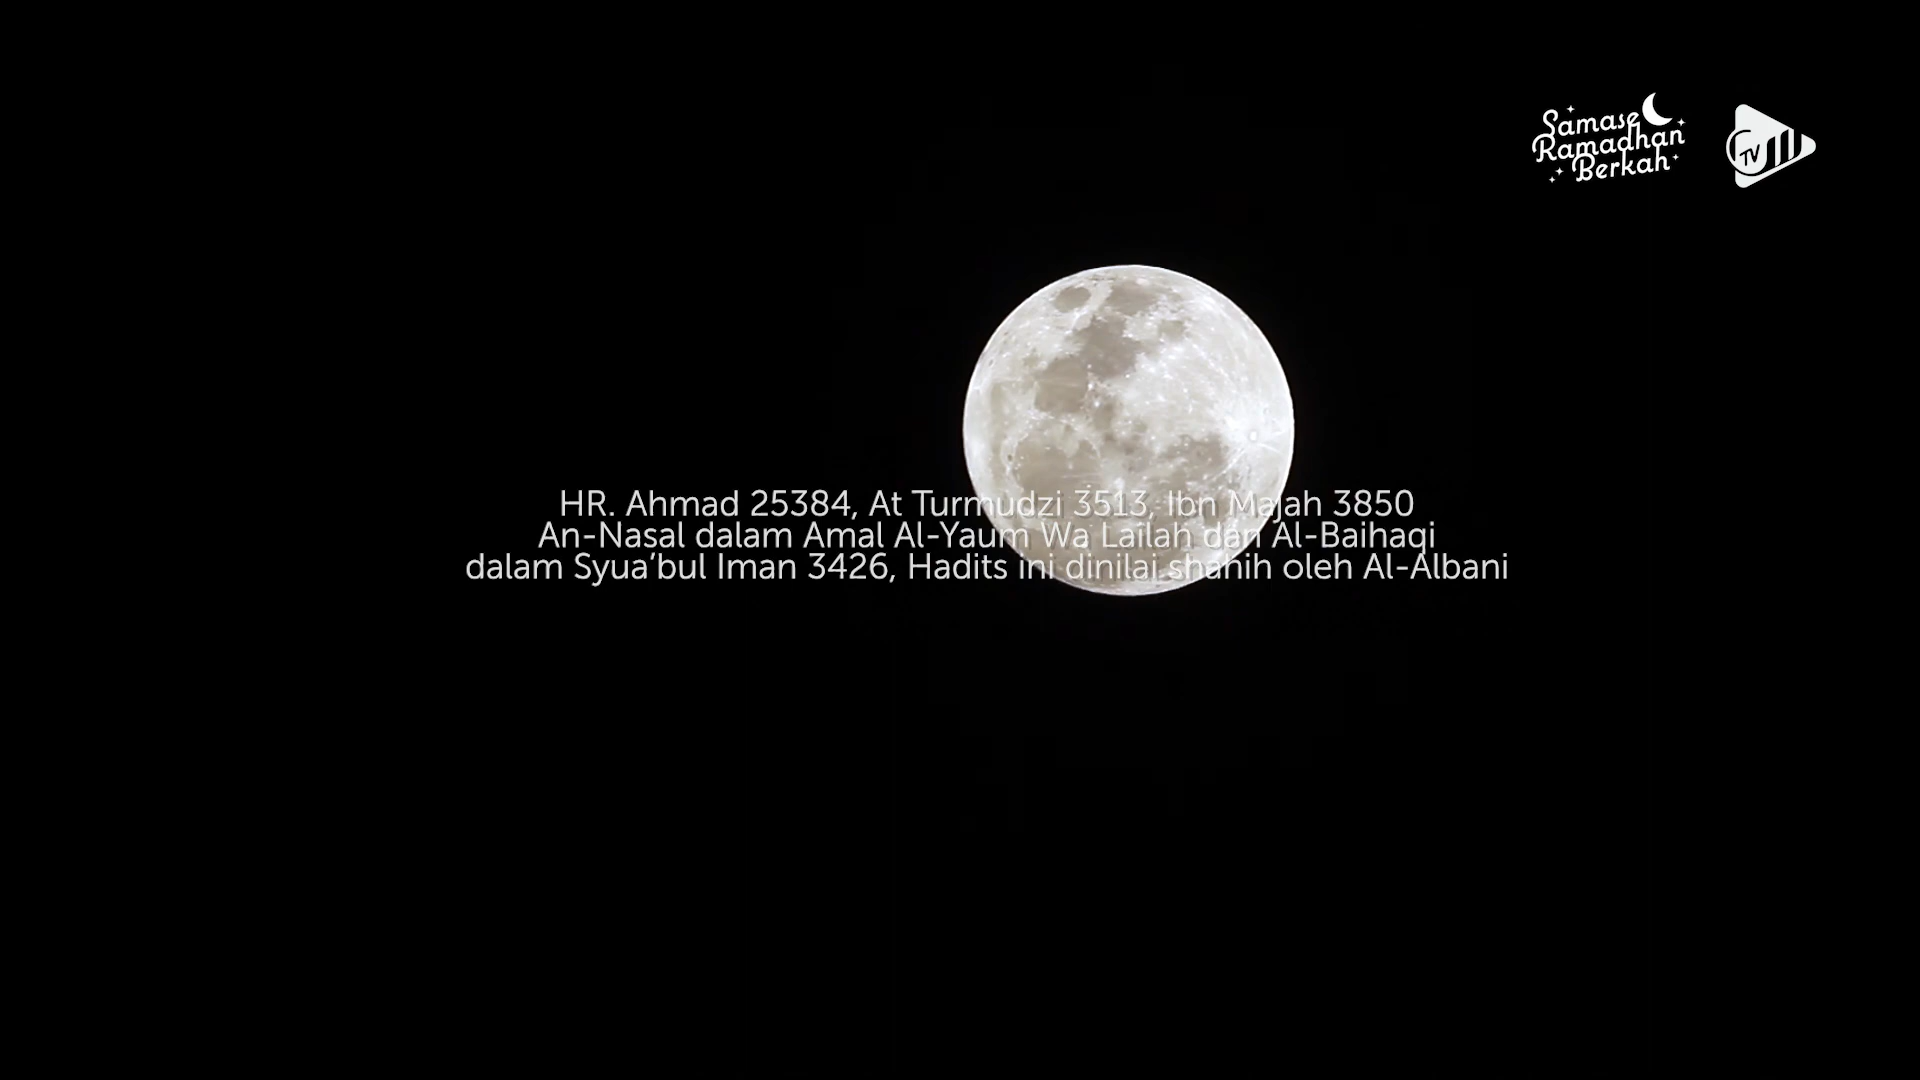 Samase
Ramadhan
Berkah
TV
HR. Ahmad 25384, At Turmudzi 3513, Ibn Majah 3850
An-Nasal dalam Amal Al-Yaum Wa Lailah dan Al-Baihaqi
dalam Syua’bul Iman 3426, Hadits ini dinilai shahih oleh Al-Albani